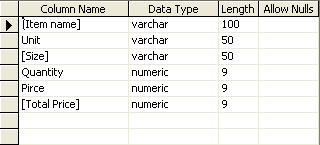 Column Name Data Type Length Allow Nulls
[Item name] varchar 100
Unit varchar 50
[Size] varchar 50
Quantity numeric 9
Pirce numeric 9
[Total Price] numeric 9